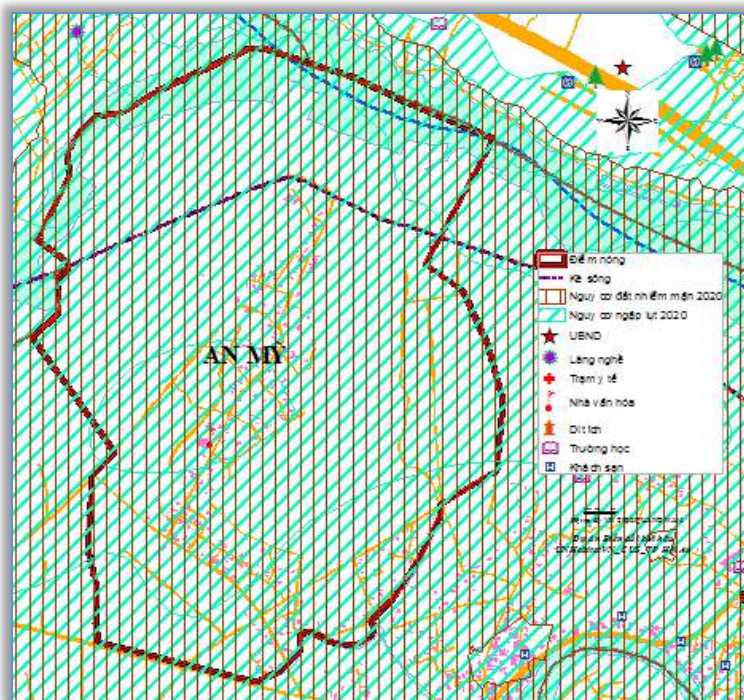 AN MỸ
Điểm nóng
Kè sông
Nguy cơ đất nhiễm mặn 2020
Nguy cơ ngập lụt 2020
UBND
Làng nghề
Trạm y tế
Nhà văn hóa
Di tích
Trường học
Khách sạn